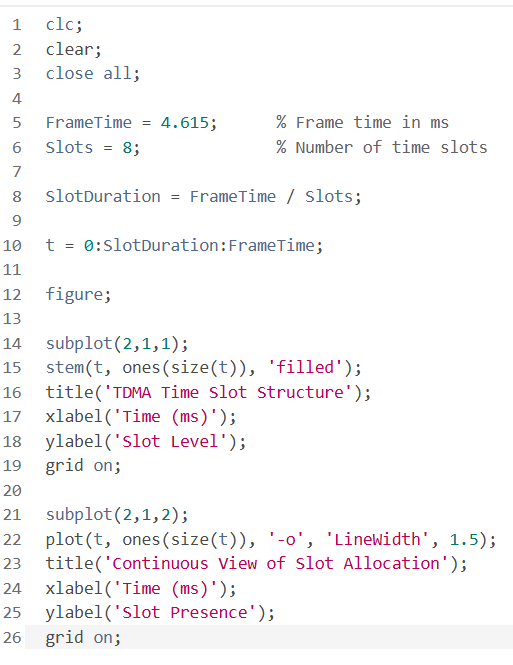 1 clc;
2 clear;
3 close all;
4
5 FrameTime = 4.615;      % Frame time in ms
6 Slots = 8;              % Number of time slots
7
8 SlotDuration = FrameTime / Slots;
9
10 t = 0:SlotDuration:FrameTime;
11
12 figure;
13
14 subplot(2,1,1);
15 stem(t, ones(size(t)), 'filled');
16 title('TDMA Time Slot Structure');
17 xlabel('Time (ms)');
18 ylabel('Slot Level');
19 grid on;
20
21 subplot(2,1,2);
22 plot(t, ones(size(t)), '-o', 'LineWidth', 1.5);
23 title('Continuous View of Slot Allocation');
24 xlabel('Time (ms)');
25 ylabel('Slot Presence');
26 grid on;